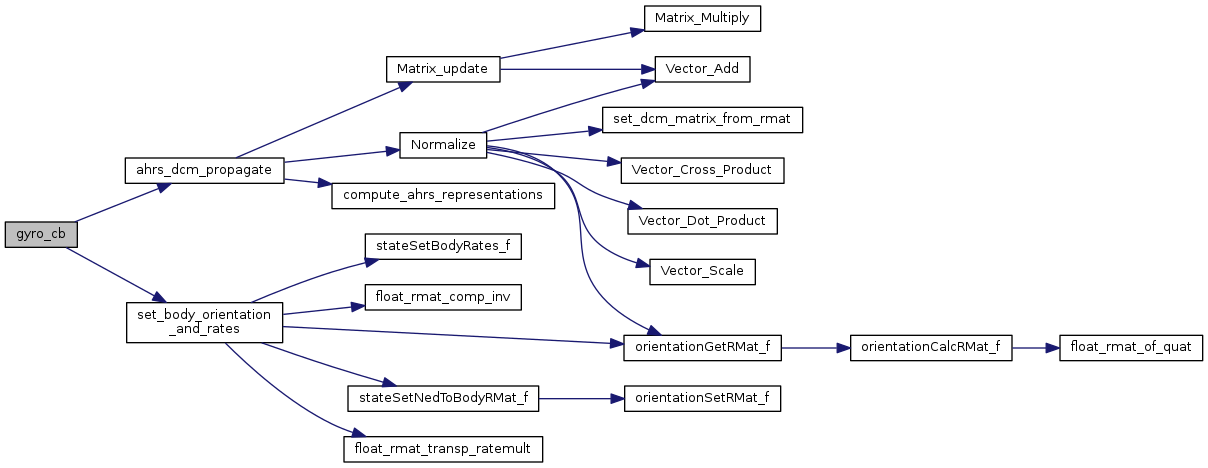 Matrix_Multiply
Matrix_update
Vector_Add
set_dcm_matrix_from_rmat
Normalize
ahrs_dcm_propagate
Vector_Cross_Product
compute_ahrs_representations
Vector_Dot_Product
gyro_cb
stateSetBodyRates_f
Vector_Scale
float_rmat_comp_inv
set_body_orientation
_and_rates
orientationGetRMat_f
orientationCalcRMat_f
float_rmat_of_quat
stateSetNedToBodyRMat_f
orientationSetRMat_f
float_rmat_transp_ratemult